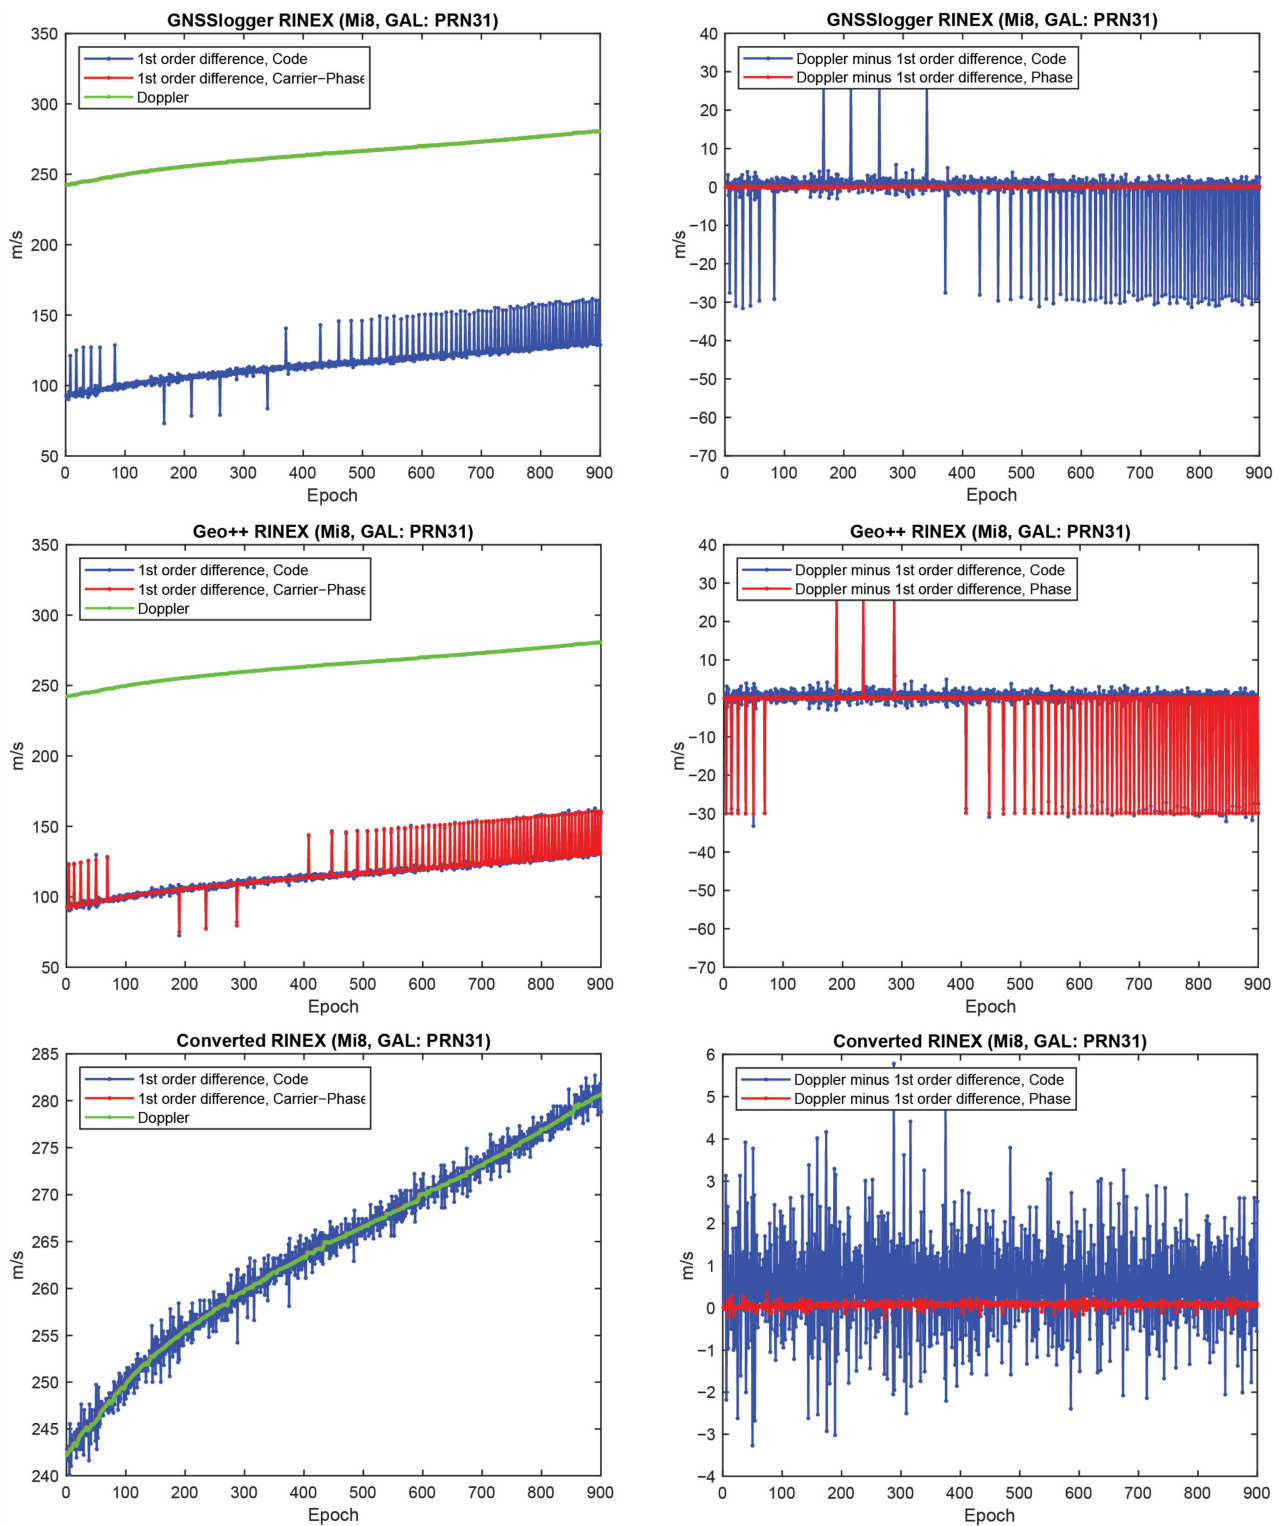 GNSSlogger RINEX (Mi8, GAL: PRN31)
350
300
250
200
150
100
50
m/s
1st order difference, Code
1st order difference, Carrier-Phase
Doppler
0 100 200 300 400 500 600 700 800 900
Epoch
GNSSlogger RINEX (Mi8, GAL: PRN31)
40
30
20
10
0
-10
-20
-30
-40
-50
-60
-70
m/s
Doppler minus 1st order difference, Code
Doppler minus 1st order difference, Phase
0 100 200 300 400 500 600 700 800 900
Epoch
Geo++ RINEX (Mi8, GAL: PRN31)
350
300
250
200
150
100
50
m/s
1st order difference, Code
1st order difference, Carrier-Phase
Doppler
0 100 200 300 400 500 600 700 800 900
Epoch
Geo++ RINEX (Mi8, GAL: PRN31)
40
30
20
10
0
-10
-20
-30
-40
-50
-60
-70
m/s
Doppler minus 1st order difference, Code
Doppler minus 1st order difference, Phase
0 100 200 300 400 500 600 700 800 900
Epoch
Converted RINEX (Mi8, GAL: PRN31)
285
280
275
270
265
260
255
250
245
240
m/s
1st order difference, Code
1st order difference, Carrier-Phase
Doppler
0 100 200 300 400 500 600 700 800 900
Epoch
Converted RINEX (Mi8, GAL: PRN31)
6
5
4
3
2
1
0
-1
-2
-3
-4
m/s
Doppler minus 1st order difference, Code
Doppler minus 1st order difference, Phase
0 100 200 300 400 500 600 700 800 900
Epoch